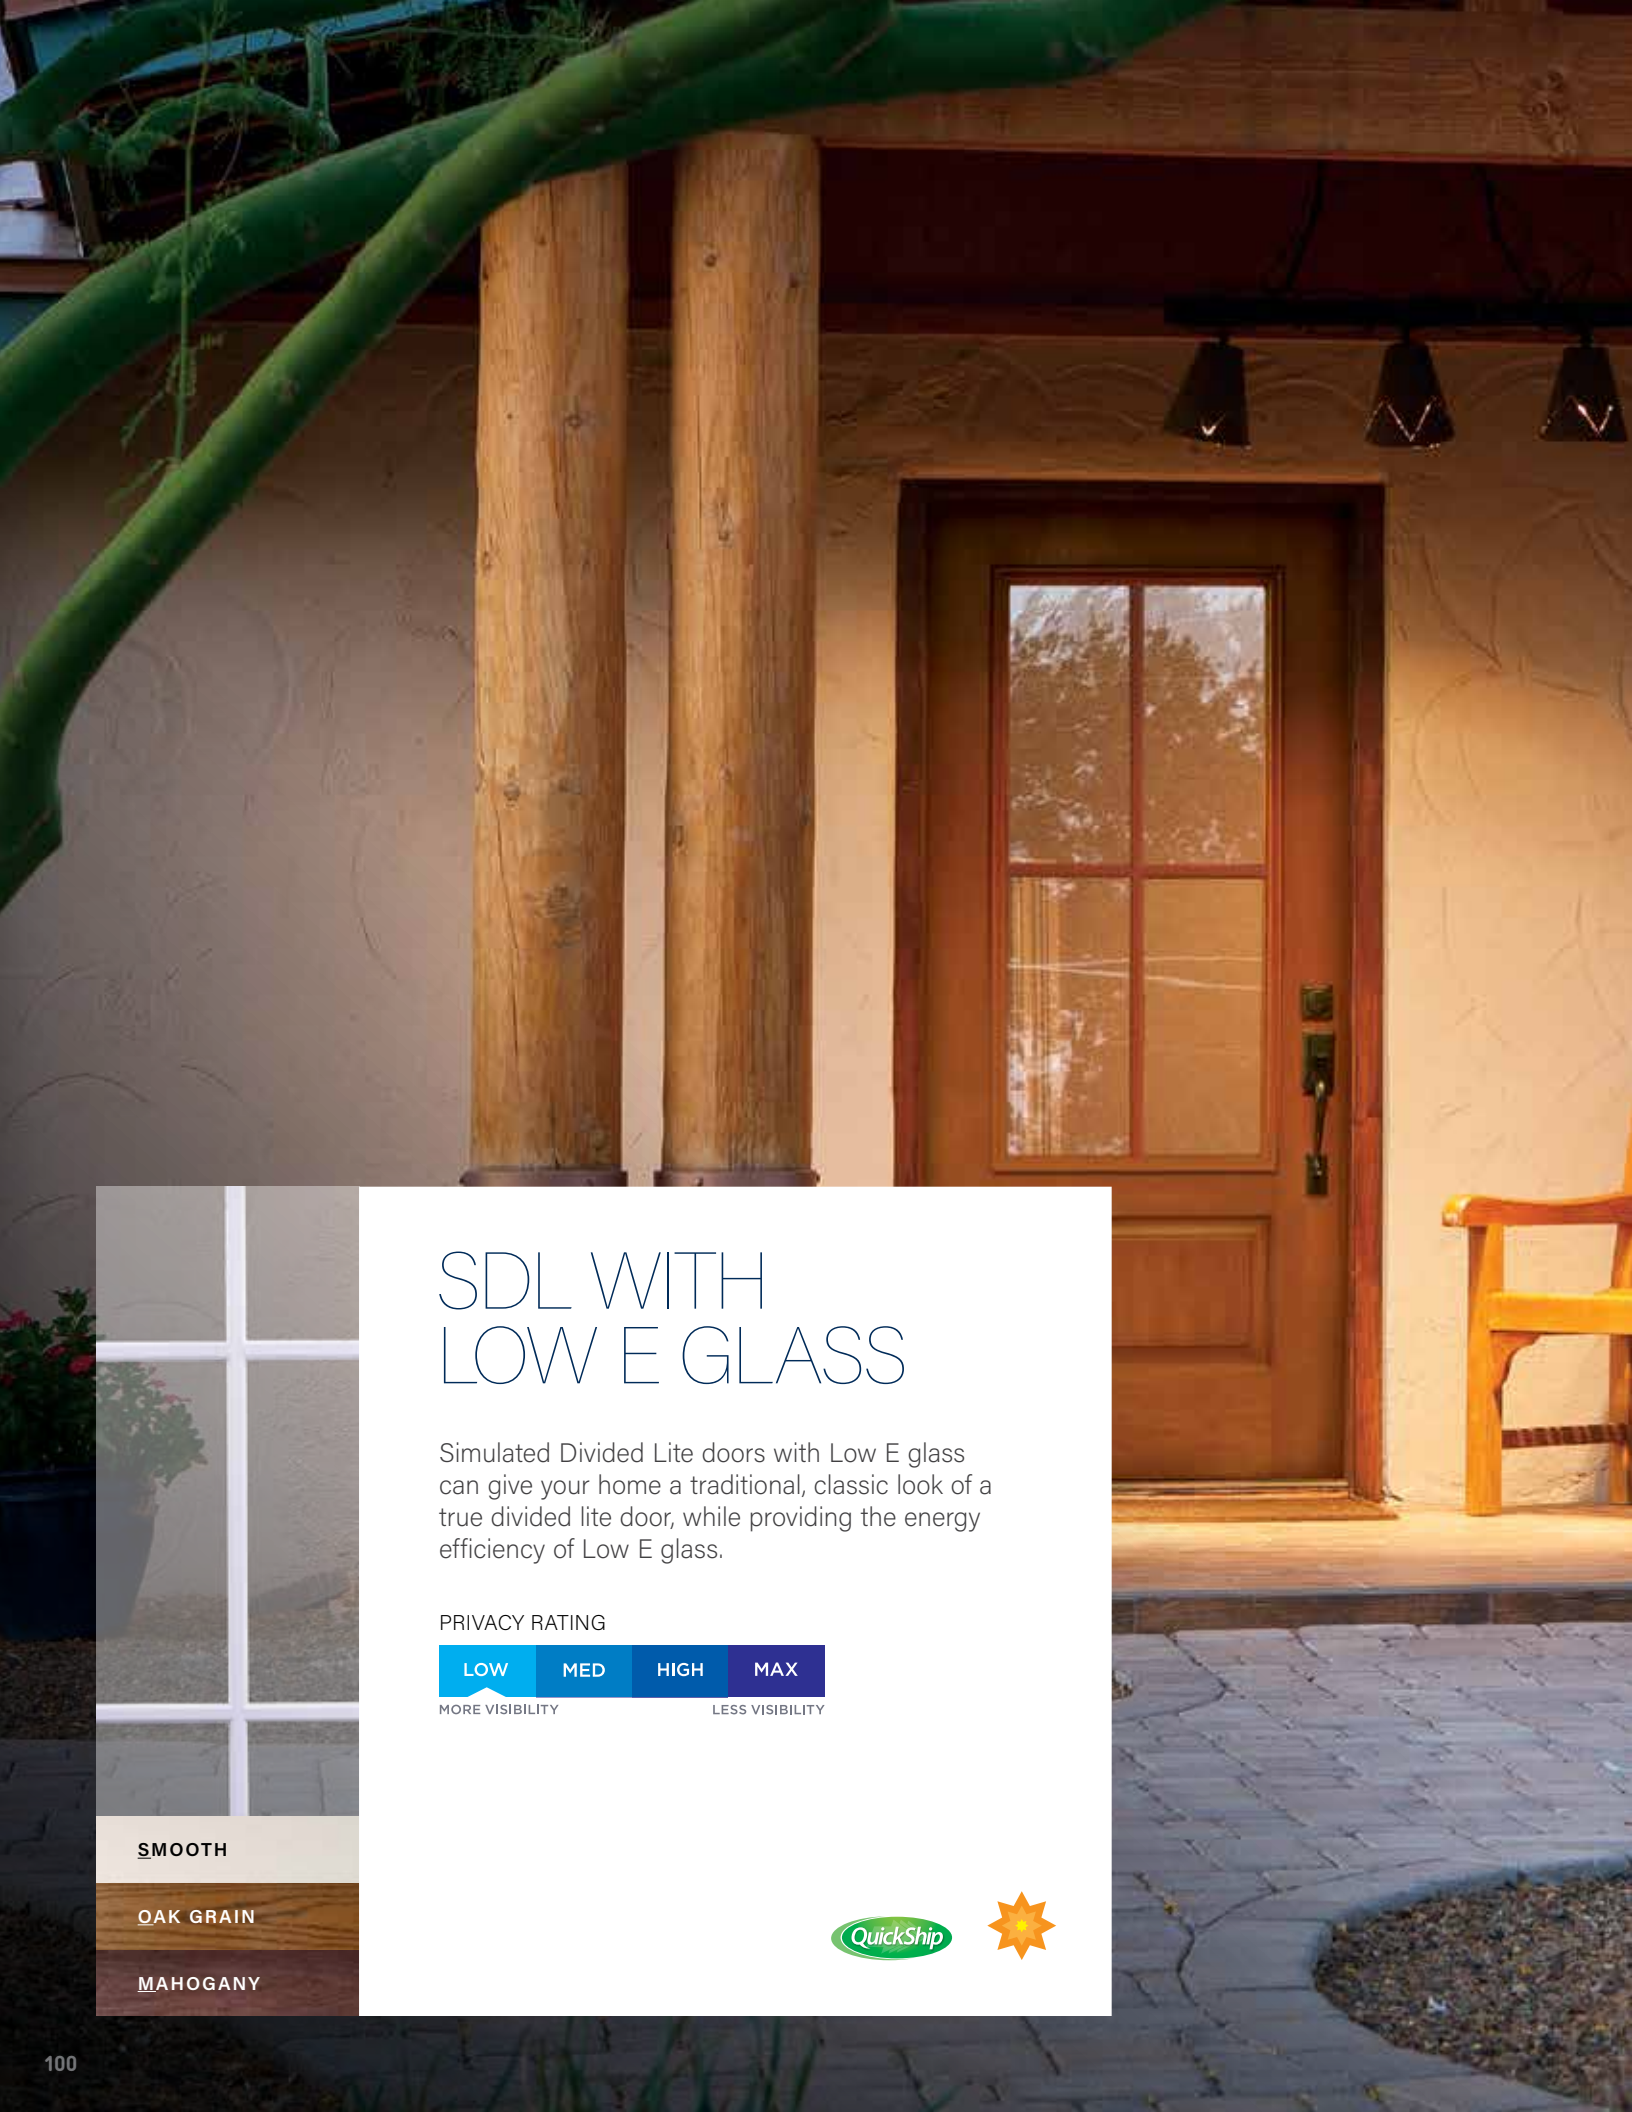 SDL WITH
LOW E GLASS
Simulated Divided Lite doors with Low E glass
can give your home a traditional, classic look of a
true divided lite door, while providing the energy
efficiency of Low E glass.
PRIVACY RATING
LOW MED HIGH MAX
MORE VISIBILITY LESS VISIBILITY
SMOOTH
OAK GRAIN
MAHOGANY
QuickShip
100